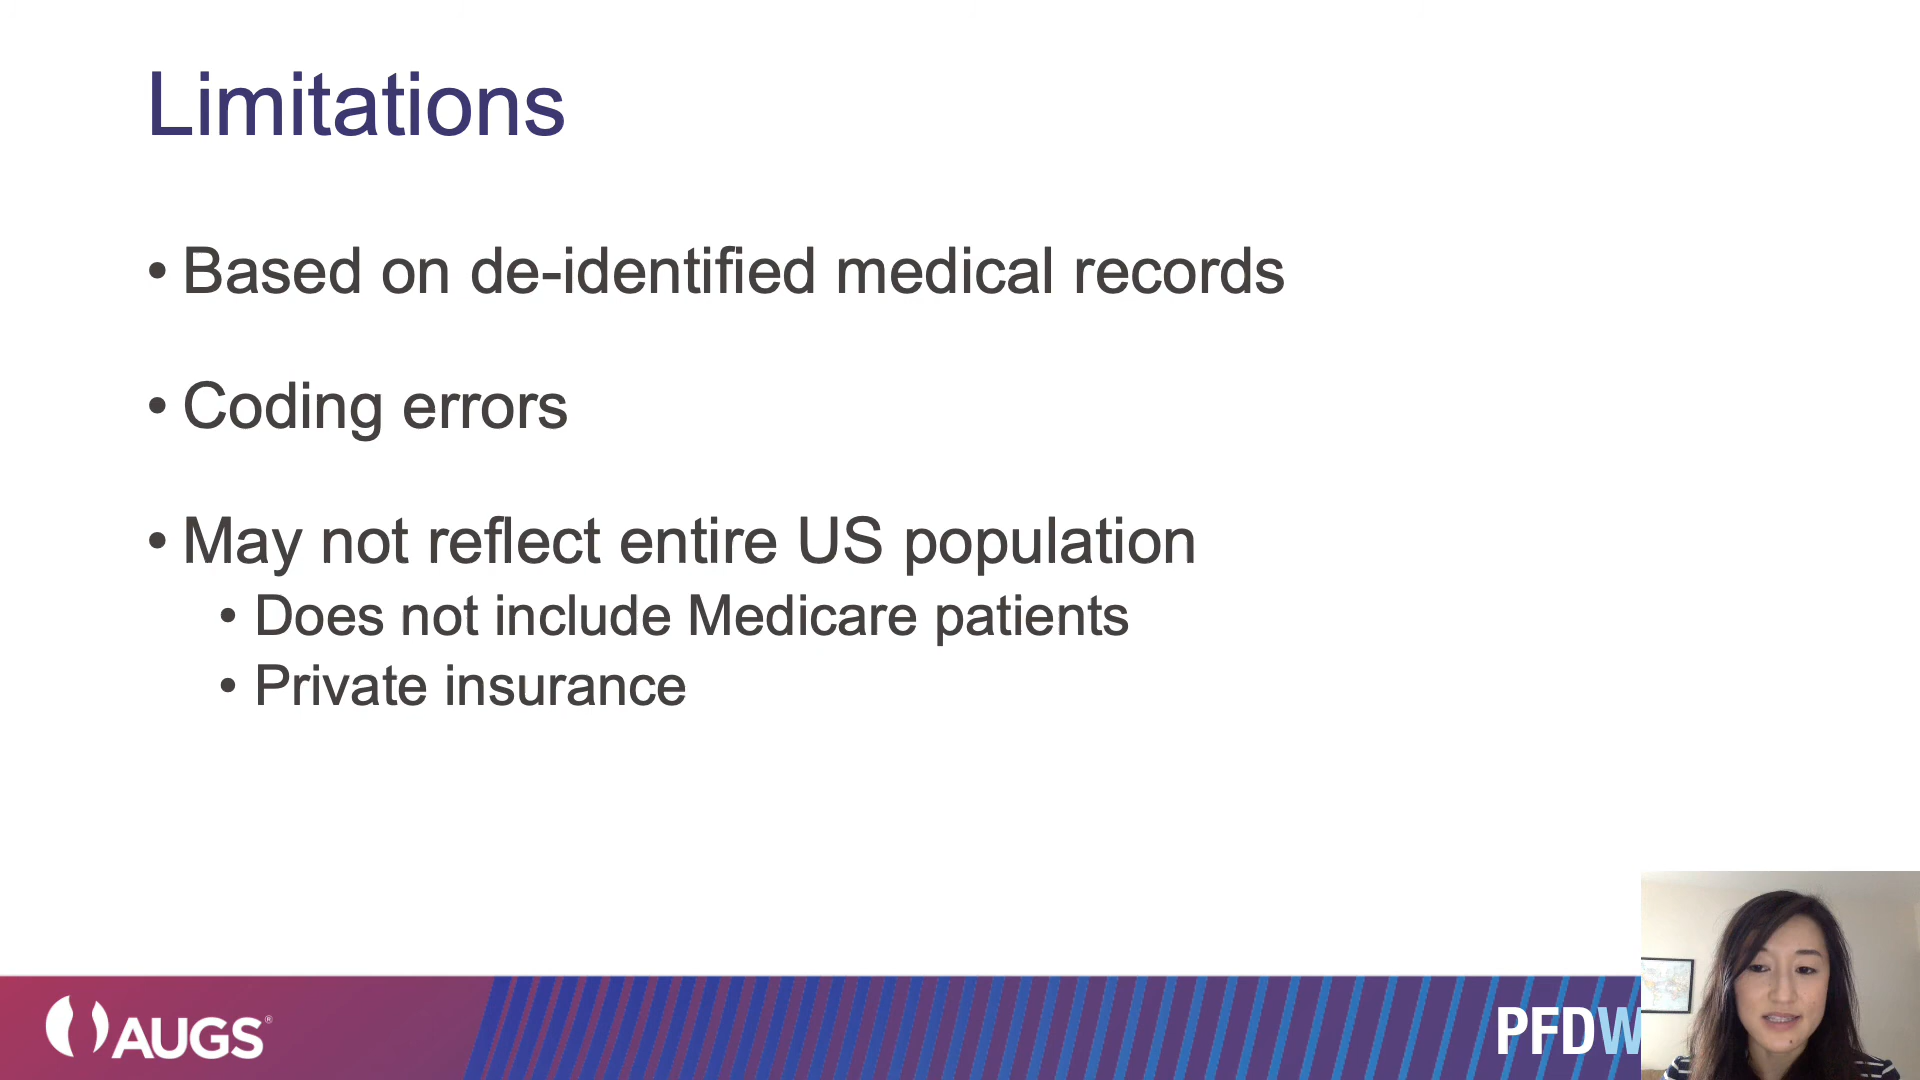 Limitations
• Based on de-identified medical records
• Coding errors
• May not reflect entire US population
• Does not include Medicare patients
• Private insurance
AUGS®
PFDW